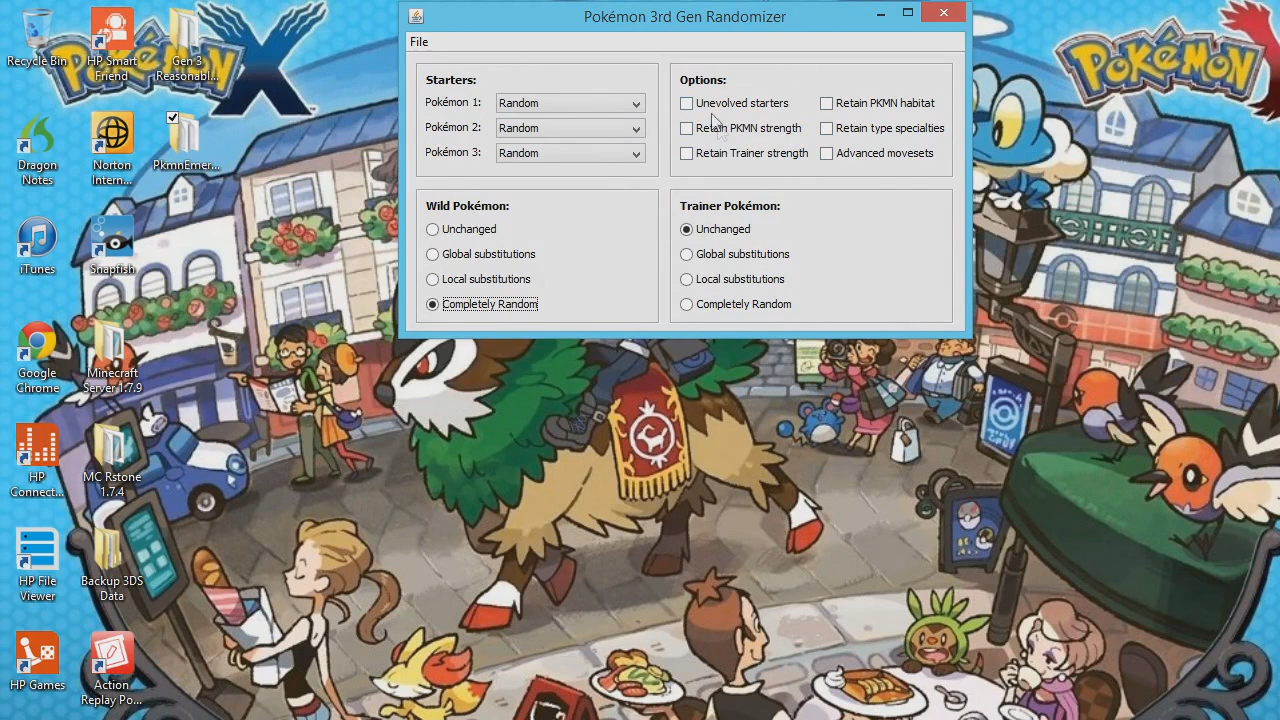 Pokémon 3rd Gen Randomizer
File
Starters:
Pokémon 1:
Random
Pokémon 2:
Random
Pokémon 3:
Random
Options:
Unevolved starters
Retain PKMN habitat
Retain PKMN strength
Retain type specialties
Retain Trainer strength
Advanced movesets
Wild Pokémon:
Unchanged
Global substitutions
Local substitutions
Completely Random
Trainer Pokémon:
Unchanged
Global substitutions
Local substitutions
Completely Random
Recycle Bin
HP Smart
Friend
Gen 3
Reasonabl...
Dragon
Notes
Norton
Intern...
PkmnEmer...
iTunes
Snapfish
Google
Chrome
Minecraft
Server 1.7.9
HP
Connect...
MC Rstone
1.7.4
HP File
Viewer
Backup 3DS
Data
HP Games
Action
Replay Po...
POKéMON
X
POKéMON